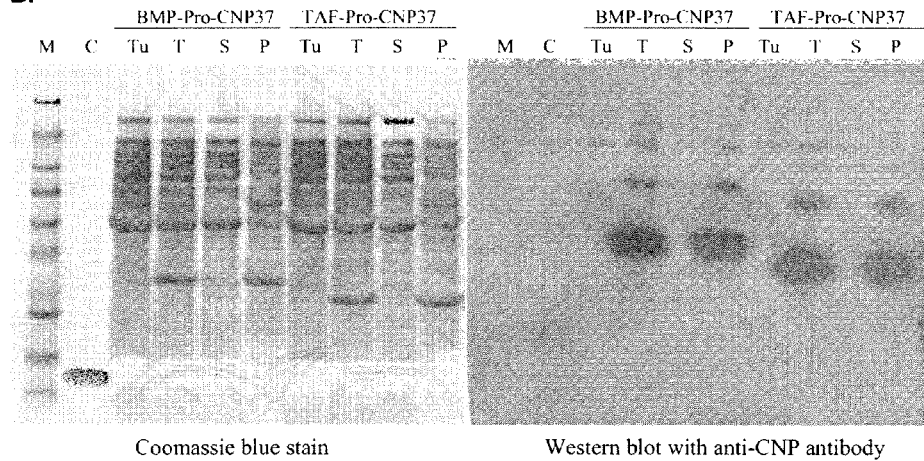 BMP-Pro-CNP37 TAF-Pro-CNP37 BMP-Pro-CNP37 TAF-Pro-CNP37
M C Tu T S P Tu T S P M C Tu T S P Tu T S P
Coomassie blue stain Western blot with anti-CNP antibody